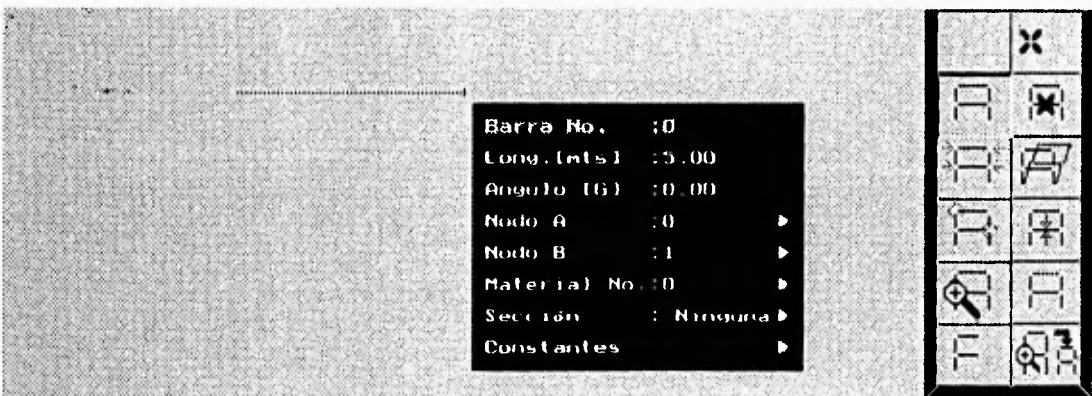 Barra No. :0
Long.[mts] :5.00
Angulo [G] :0.00
Nodo A :0
Nodo B :1
Material No.:0
Sección : Ninguna
Constantes